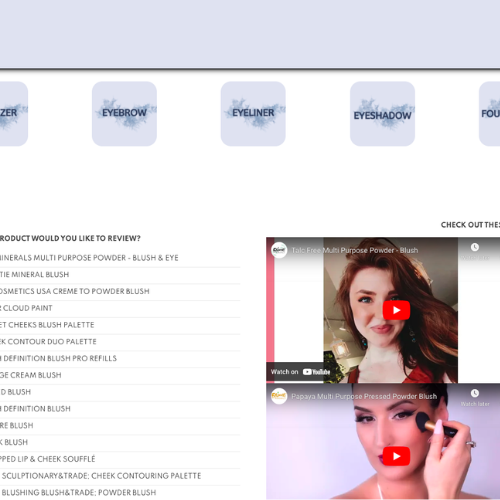 ZER
EYEBROW
EYELINER
EYESHADOW
FOU
CHECK OUT THE
RODUCT WOULD YOU LIKE TO REVIEW?
MINERALS MULTI PURPOSE POWDER - BLUSH & EYE
TIE MINERAL BLUSH
OSMETICS USA CREME TO POWDER BLUSH
R CLOUD PAINT
ET CHEEKS BLUSH PALETTE
EK CONTOUR DUO PALETTE
H DEFINITION BLUSH PRO REFILLS
GE CREAM BLUSH
D BLUSH
H DEFINITION BLUSH
RE BLUSH
K BLUSH
PPED LIP & CHEEK SOUFFLÉ
SCULPTIONARY&TRADE; CHEEK CONTOURING PALETTE
BLUSHING BLUSH&TRADE; POWDER BLUSH
Talc Free Multi Purpose Powder - Blush
Watch on YouTube
Papaya Multi Purpose Pressed Powder Blush
Watch later